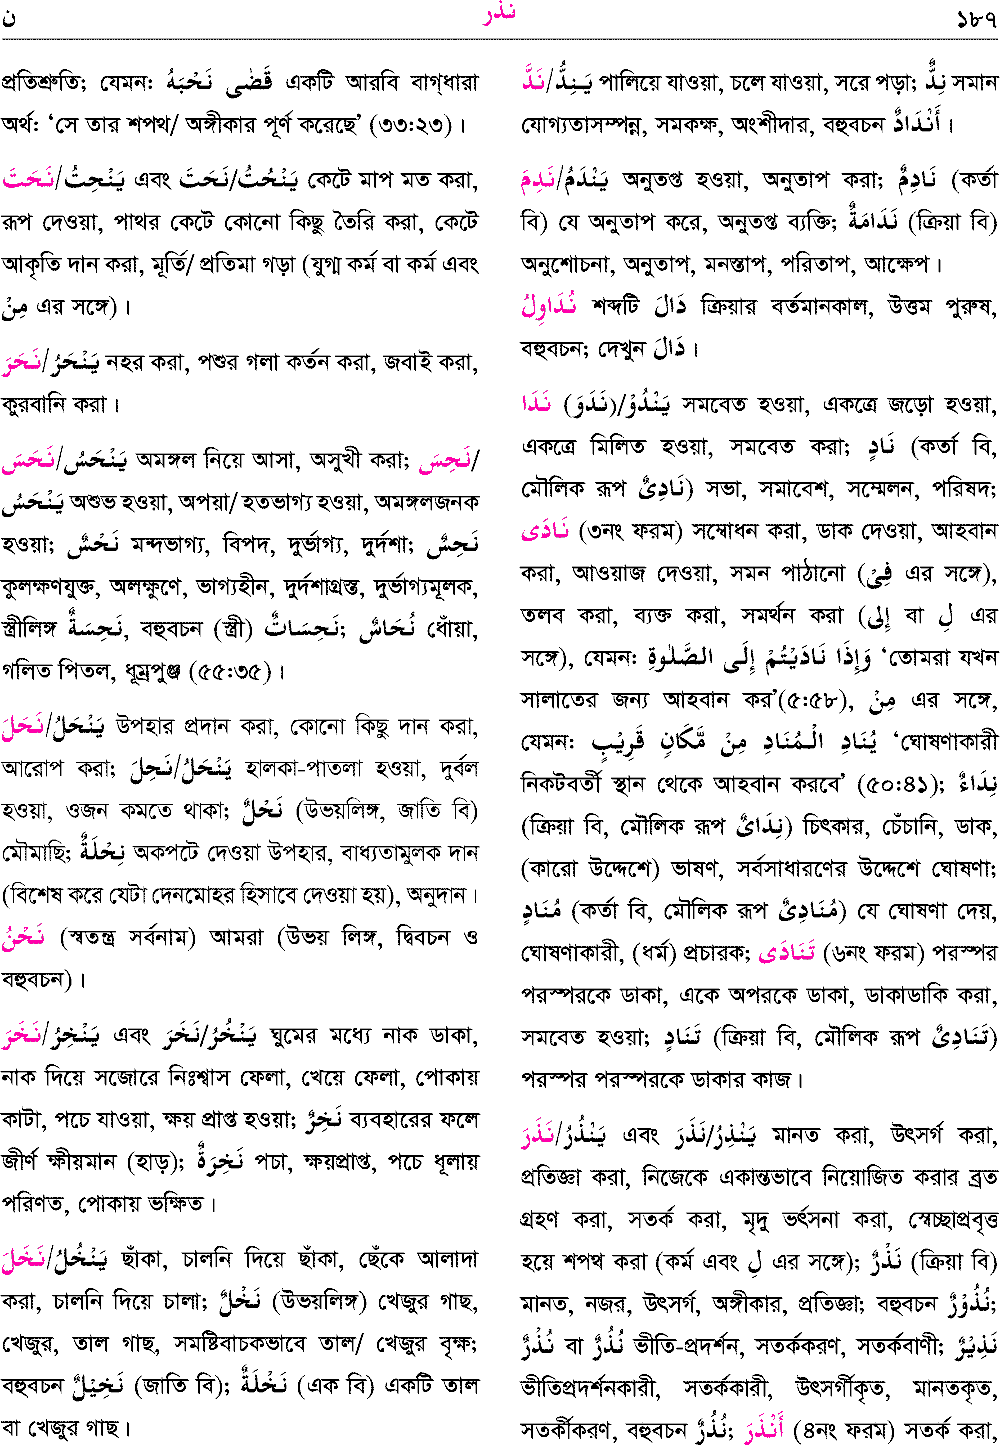 ن نذر ১৮৭
প্রতিশ্রুতি; যেমন: قَضٰى نَحْبَهُ একটি আরবি বাগ্‌ধারা
অর্থ: ‘সে তার শপথ/ অঙ্গীকার পূর্ণ করেছে’ (৩৩:২৩)।
نَحَتَ/يَنْحِتُ এবং نَحَتَ/يَنْحُتُ কেটে মাপ মত করা,
রূপ দেওয়া, পাথর কেটে কোনো কিছু তৈরি করা, কেটে
আকৃতি দান করা, মূর্তি/ প্রতিমা গড়া (যুগ্ম কর্ম বা কর্ম এবং
مِنْ এর সঙ্গে)।
نَحَرَ/يَنْحَرُ নহর করা, পশুর গলা কর্তন করা, জবাই করা,
কুরবানি করা।
نَحَسَ/يَنْحَسُ অমঙ্গল নিয়ে আসা, অসুখী করা; نَحِسَ/
يَنْحَسُ অশুভ হওয়া, অপয়া/ হতভাগ্য হওয়া, অমঙ্গলজনক
হওয়া; نَحْسٌ মন্দভাগ্য, বিপদ, দুর্ভাগ্য, দুর্দশা; نَحِسٌ
কুলক্ষণযুক্ত, অলক্ষুণে, ভাগ্যহীন, দুর্দশাগ্রস্ত, দুর্ভাগ্যমূলক,
স্ত্রীলিঙ্গ نَحِسَةٌ, বহুবচন (স্ত্রী) نَحِسَاتٌ; نُحَاسٌ ধোঁয়া,
গলিত পিতল, ধূম্রপুঞ্জ (৫৫:৩৫)।
نَحَلَ/يَنْحَلُ উপহার প্রদান করা, কোনো কিছু দান করা,
আরোপ করা; نَحِلَ/يَنْحَلُ হালকা-পাতলা হওয়া, দুর্বল
হওয়া, ওজন কমতে থাকা; نَحْلٌ (উভয়লিঙ্গ, জাতি বি)
মৌমাছি; نِحْلَةٌ অকপটে দেওয়া উপহার, বাধ্যতামুলক দান
(বিশেষ করে যেটা দেনমোহর হিসাবে দেওয়া হয়), অনুদান।
نَحْنُ (স্বতন্ত্র সর্বনাম) আমরা (উভয় লিঙ্গ, দ্বিবচন ও
বহুবচন)।
نَخَرَ/يَنْخِرُ এবং نَخَرَ/يَنْخُرُ ঘুমের মধ্যে নাক ডাকা,
নাক দিয়ে সজোরে নিঃশ্বাস ফেলা, খেয়ে ফেলা, পোকায়
কাটা, পচে যাওয়া, ক্ষয় প্রাপ্ত হওয়া; نَخِرٌ ব্যবহারের ফলে
জীর্ণ ক্ষীয়মান (হাড়); نَخِرَةٌ পচা, ক্ষয়প্রাপ্ত, পচে ধূলায়
পরিণত, পোকায় ভক্ষিত।
نَخَلَ/يَنْخُلُ ছাঁকা, চালনি দিয়ে ছাঁকা, ছেঁকে আলাদা
করা, চালনি দিয়ে চালা; نَخْلٌ (উভয়লিঙ্গ) খেজুর গাছ,
খেজুর, তাল গাছ, সমষ্টিবাচকভাবে তাল/ খেজুর বৃক্ষ;
বহুবচন نَخِيْلٌ (জাতি বি); نَخْلَةٌ (এক বি) একটি তাল
বা খেজুর গাছ।
نَدَّ/يَنِدُّ পালিয়ে যাওয়া, চলে যাওয়া, সরে পড়া; نِدٌّ সমান
যোগ্যতাসম্পন্ন, সমকক্ষ, অংশীদার, বহুবচন أَنْدَادٌ।
نَدِمَ/يَنْدَمُ অনুতপ্ত হওয়া, অনুতাপ করা; نَادِمٌ (কর্তা
বি) যে অনুতাপ করে, অনুতপ্ত ব্যক্তি; نَدَامَةٌ (ক্রিয়া বি)
অনুশোচনা, অনুতাপ, মনস্তাপ, পরিতাপ, আক্ষেপ।
نُدَاوِلُ শব্দটি دَالَ ক্রিয়ার বর্তমানকাল, উত্তম পুরুষ,
বহুবচন; দেখুন دَالَ।
نَدَا (نَدَوَ)/يَنْدُوْ সমবেত হওয়া, একত্রে জড়ো হওয়া,
একত্রে মিলিত হওয়া, সমবেত করা; نَادٍ (কর্তা বি,
মৌলিক রূপ نَادِىٌ) সভা, সমাবেশ, সম্মেলন, পরিষদ;
نَادَى (৩নং ফরম) সম্বোধন করা, ডাক দেওয়া, আহবান
করা, আওয়াজ দেওয়া, সমন পাঠানো (فِيْ এর সঙ্গে),
তলব করা, ব্যক্ত করা, সমর্থন করা (إِلى বা لِ এর
সঙ্গে), যেমন: وَإِذَا نَادَيْتُمْ إِلَى الصَّلٰوةِ ‘তোমরা যখন
সালাতের জন্য আহবান কর’(৫:৫৮), مِنْ এর সঙ্গে,
যেমন: يُنَادِ الْمُنَادِ مِنْ مَّكَانٍ قَرِيْبٍ ‘ঘোষণাকারী
নিকটবর্তী স্থান থেকে আহবান করবে’ (৫০:৪১); نِدَاءٌ
(ক্রিয়া বি, মৌলিক রূপ نِدَاىٌ) চিৎকার, চেঁচানি, ডাক,
(কারো উদ্দেশে) ভাষণ, সর্বসাধারণের উদ্দেশে ঘোষণা;
مُنَادٍ (কর্তা বি, মৌলিক রূপ مُنَادِىٌ) যে ঘোষণা দেয়,
ঘোষণাকারী, (ধর্ম) প্রচারক; تَنَادَى (৬নং ফরম) পরস্পর
পরস্পরকে ডাকা, একে অপরকে ডাকা, ডাকাডাকি করা,
সমবেত হওয়া; تَنَادٍ (ক্রিয়া বি, মৌলিক রূপ تَنَادِىٌ)
পরস্পর পরস্পরকে ডাকার কাজ।
نَذَرَ/يَنْذُرُ এবং نَذَرَ/يَنْذِرُ মানত করা, উৎসর্গ করা,
প্রতিজ্ঞা করা, নিজেকে একান্তভাবে নিয়োজিত করার ব্রত
গ্রহণ করা, সতর্ক করা, মৃদু ভর্ৎসনা করা, স্বেচ্ছাপ্রবৃত্ত
হয়ে শপথ করা (কর্ম এবং لِ এর সঙ্গে); نَذْرٌ (ক্রিয়া বি)
মানত, নজর, উৎসর্গ, অঙ্গীকার, প্রতিজ্ঞা; বহুবচন نُذُوْرٌ;
نُذْرٌ বা نُذُرٌ ভীতি-প্রদর্শন, সতর্ককরণ, সতর্কবাণী; نَذِيْرٌ
ভীতিপ্রদর্শনকারী, সতর্ককারী, উৎসর্গীকৃত, মানতকৃত,
সতর্কীকরণ, বহুবচন نُذُرٌ; أَنْذَرَ (৪নং ফরম) সতর্ক করা,